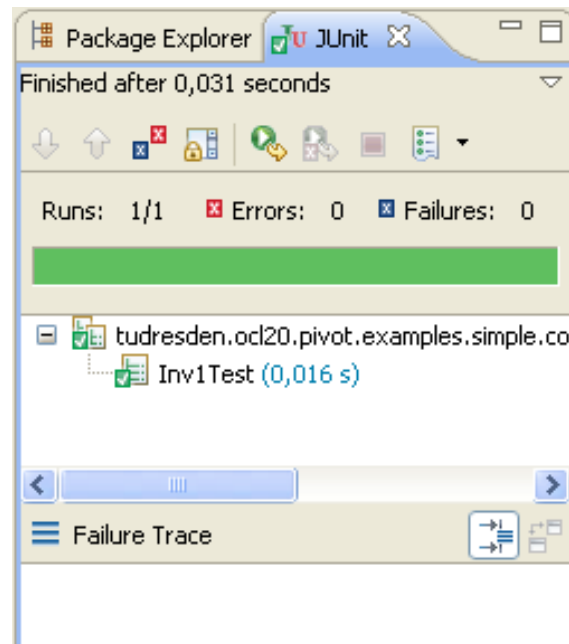 Package Explorer JUnit
Finished after 0,031 seconds
Runs: 1/1 Errors: 0 Failures: 0
tudresden.ocl20.pivot.examples.simple.co
Inv1Test (0,016 s)
Failure Trace